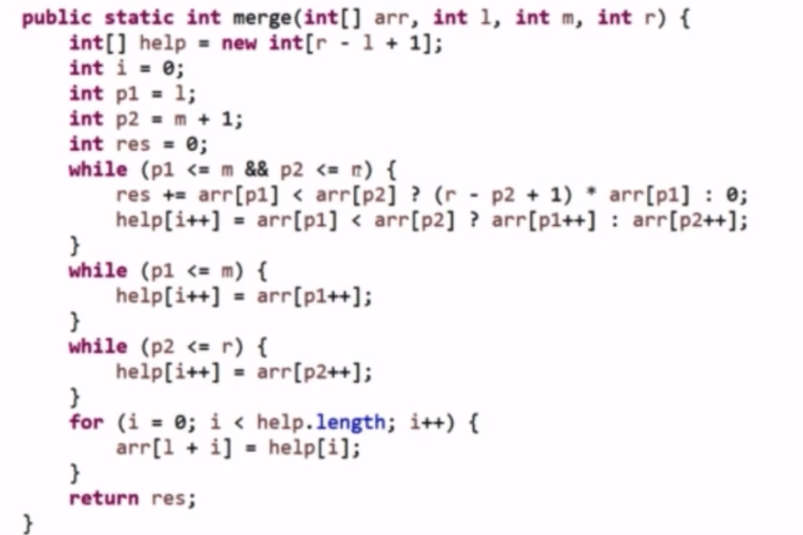 public static int merge(int[] arr, int l, int m, int r) {
    int[] help = new int[r - l + 1];
    int i = 0;
    int p1 = l;
    int p2 = m + 1;
    int res = 0;
    while (p1 <= m && p2 <= r) {
        res += arr[p1] < arr[p2] ? (r - p2 + 1) * arr[p1] : 0;
        help[i++] = arr[p1] < arr[p2] ? arr[p1++] : arr[p2++];
    }
    while (p1 <= m) {
        help[i++] = arr[p1++];
    }
    while (p2 <= r) {
        help[i++] = arr[p2++];
    }
    for (i = 0; i < help.length; i++) {
        arr[l + i] = help[i];
    }
    return res;
}